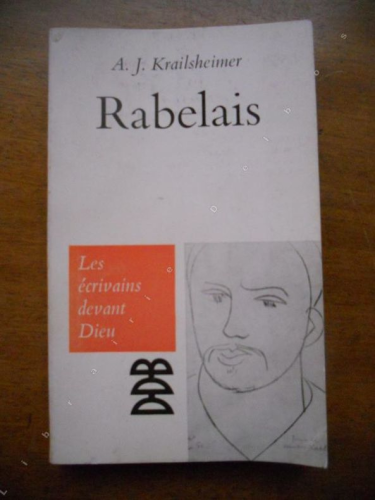 A. J. Krailsheimer
Rabelais
Les
écrivains
devant
Dieu
DDB